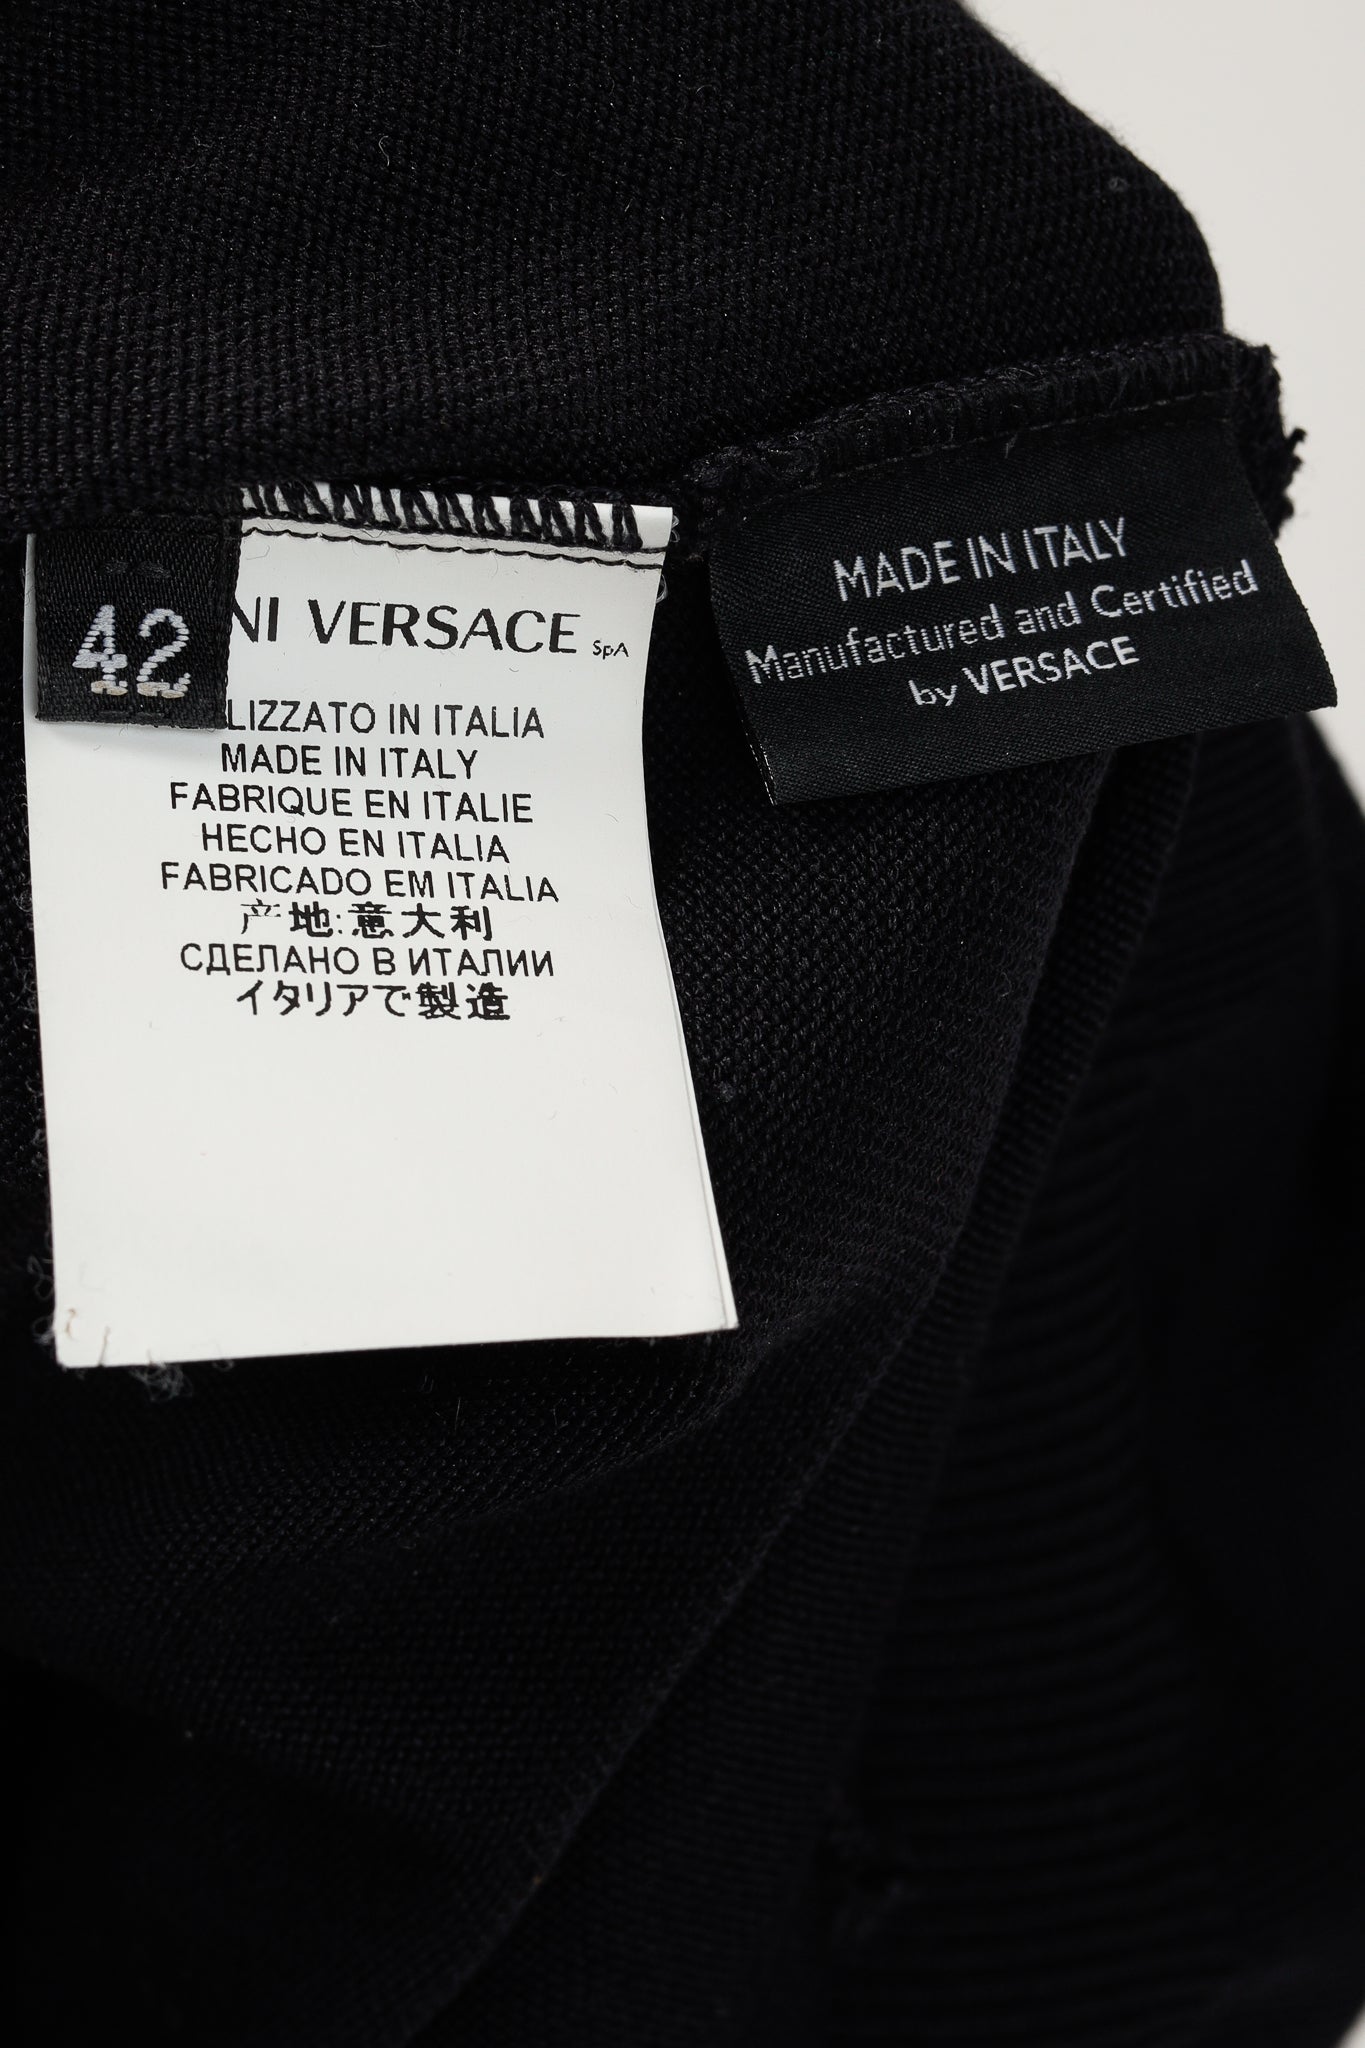 42
NI VERSACE SpA
LIZZATO IN ITALIA
MADE IN ITALY
FABRIQUE EN ITALIE
HECHO EN ITALIA
FABRICADO EM ITALIA
产地:意大利
СДЕЛАНО В ИТАЛИИ
イタリアで製造
MADE IN ITALY
Manufactured and Certified
by VERSACE